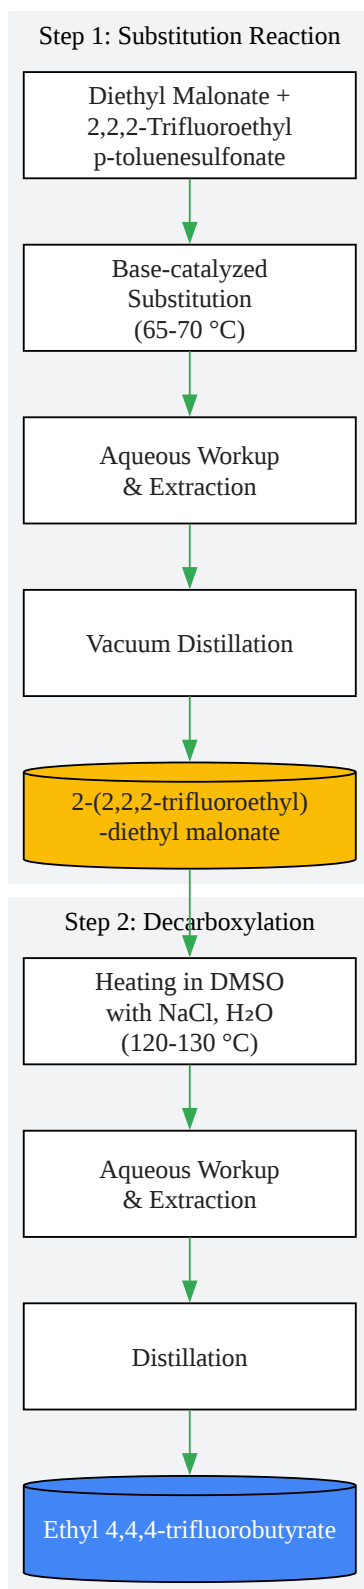 Step 1: Substitution Reaction
Diethyl Malonate +
2,2,2-Trifluoroethyl
p-toluenesulfonate
Base-catalyzed
Substitution
(65-70 °C)
Aqueous Workup
& Extraction
Vacuum Distillation
2-(2,2,2-trifluoroethyl)
-diethyl malonate
Step 2: Decarboxylation
Heating in DMSO
with NaCl, H₂O
(120-130 °C)
Aqueous Workup
& Extraction
Distillation
Ethyl 4,4,4-trifluorobutyrate